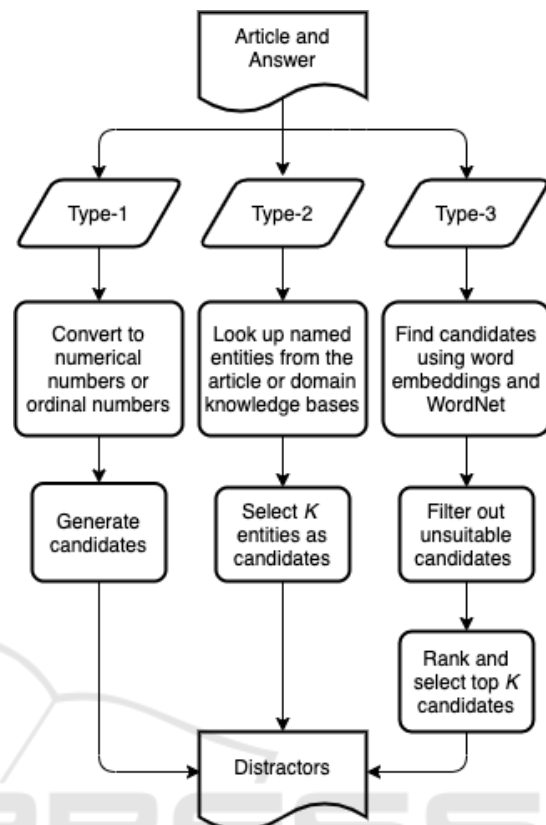 Article and
Answer
Type-1
Type-2
Type-3
Convert to
numerical
numbers or
ordinal numbers
Look up named
entities from the
article or domain
knowledge bases
Find candidates
using word
embeddings and
WordNet
Generate
candidates
Select K
entities as
candidates
Filter out
unsuitable
candidates
Rank and
select top K
candidates
Distractors